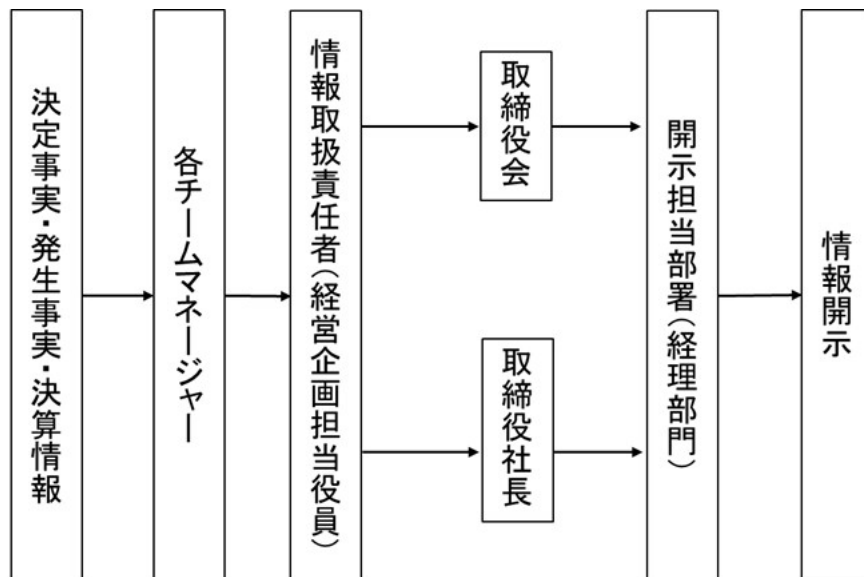 決定事実・発生事実・決算情報
各チームマネージャー
情報取扱責任者(経営企画担当役員)
取締役会
取締役社長
開示担当部署(経理部門)
情報開示